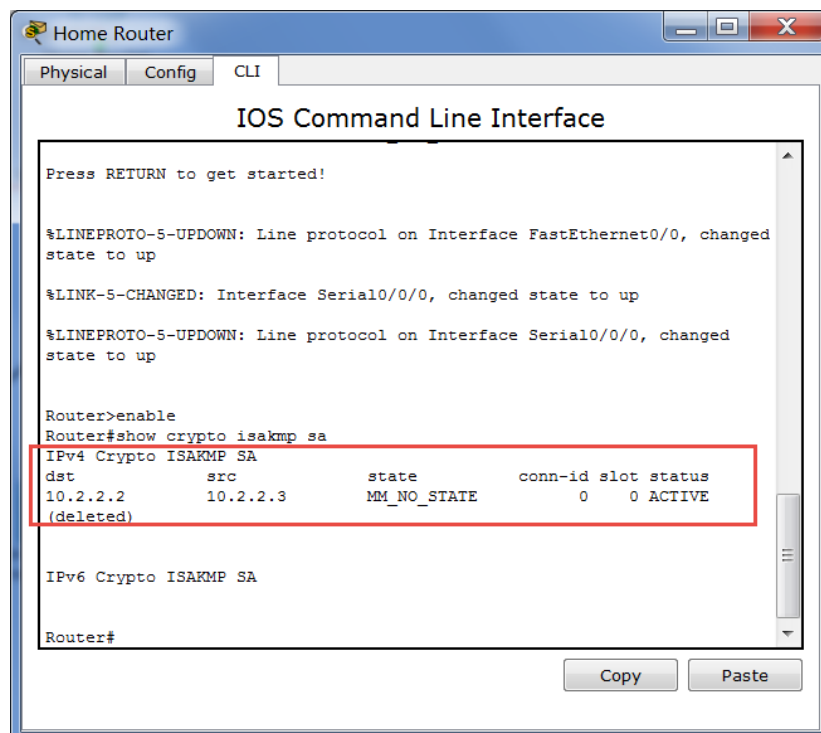 Home Router
Physical Config CLI
IOS Command Line Interface
Press RETURN to get started!
%LINEPROTO-5-UPDOWN: Line protocol on Interface FastEthernet0/0, changed
state to up
%LINK-5-CHANGED: Interface Serial0/0/0, changed state to up
%LINEPROTO-5-UPDOWN: Line protocol on Interface Serial0/0/0, changed
state to up
Router>enable
Router#show crypto isakmp sa
IPv4 Crypto ISAKMP SA
dst src state conn-id slot status
10.2.2.2 10.2.2.3 MM_NO_STATE 0 0 ACTIVE
(deleted)
IPv6 Crypto ISAKMP SA
Router#
Copy Paste